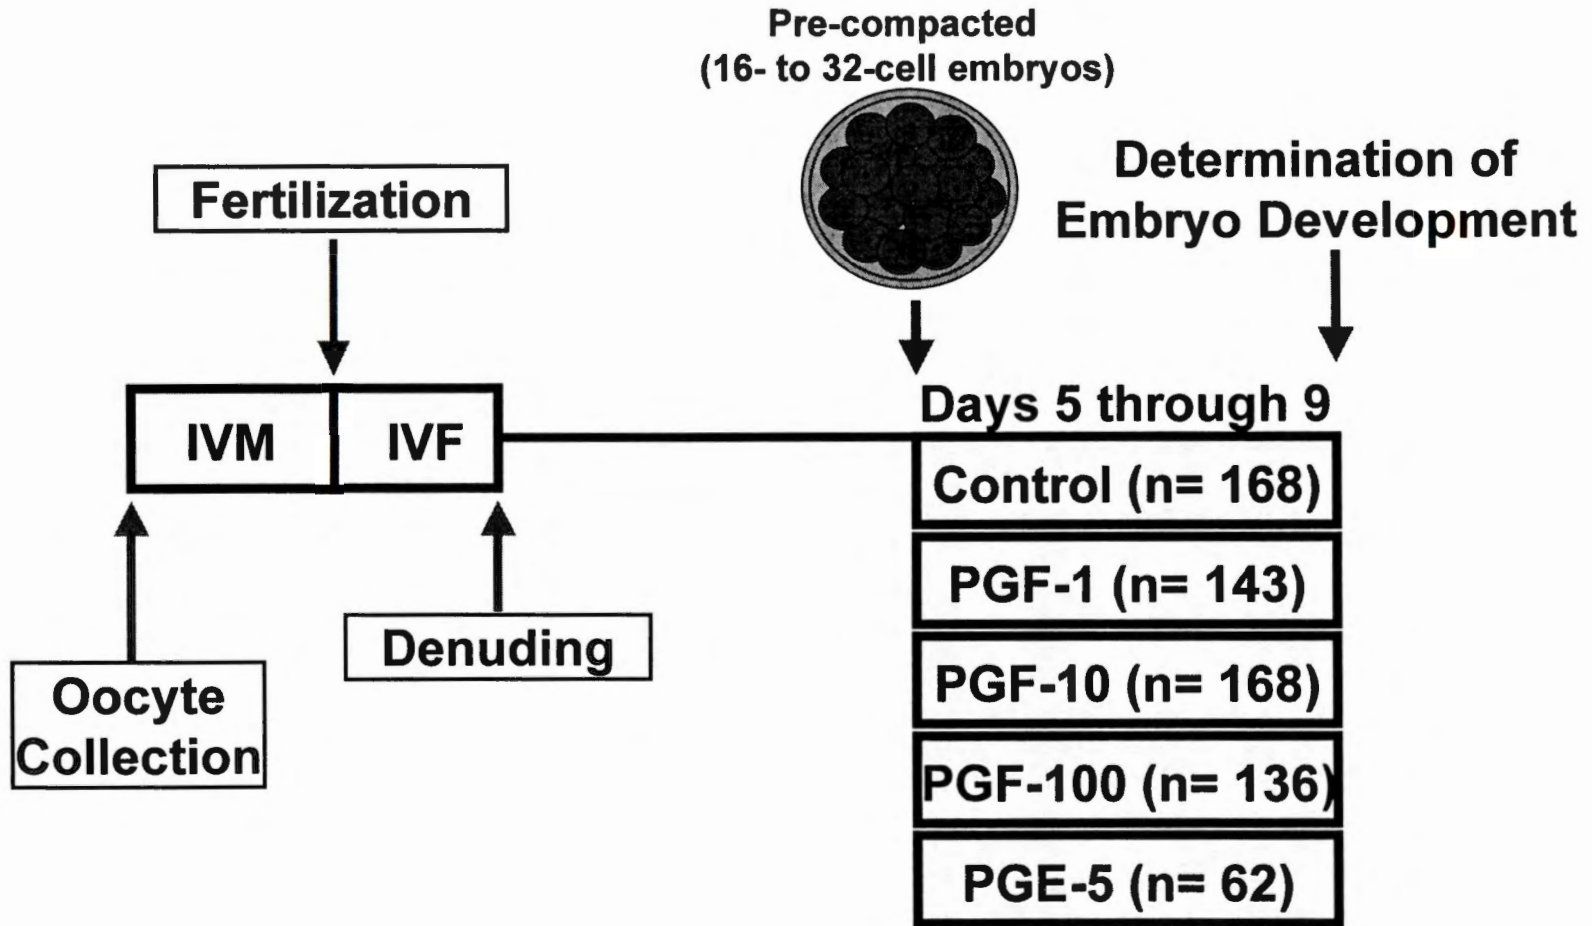 Pre-compacted
(16- to 32-cell embryos)
Determination of
Embryo Development
Fertilization
IVM
IVF
Days 5 through 9
Control (n= 168)
PGF-1 (n= 143)
Denuding
PGF-10 (n= 168)
Oocyte
Collection
PGF-100 (n= 136)
PGE-5 (n= 62)